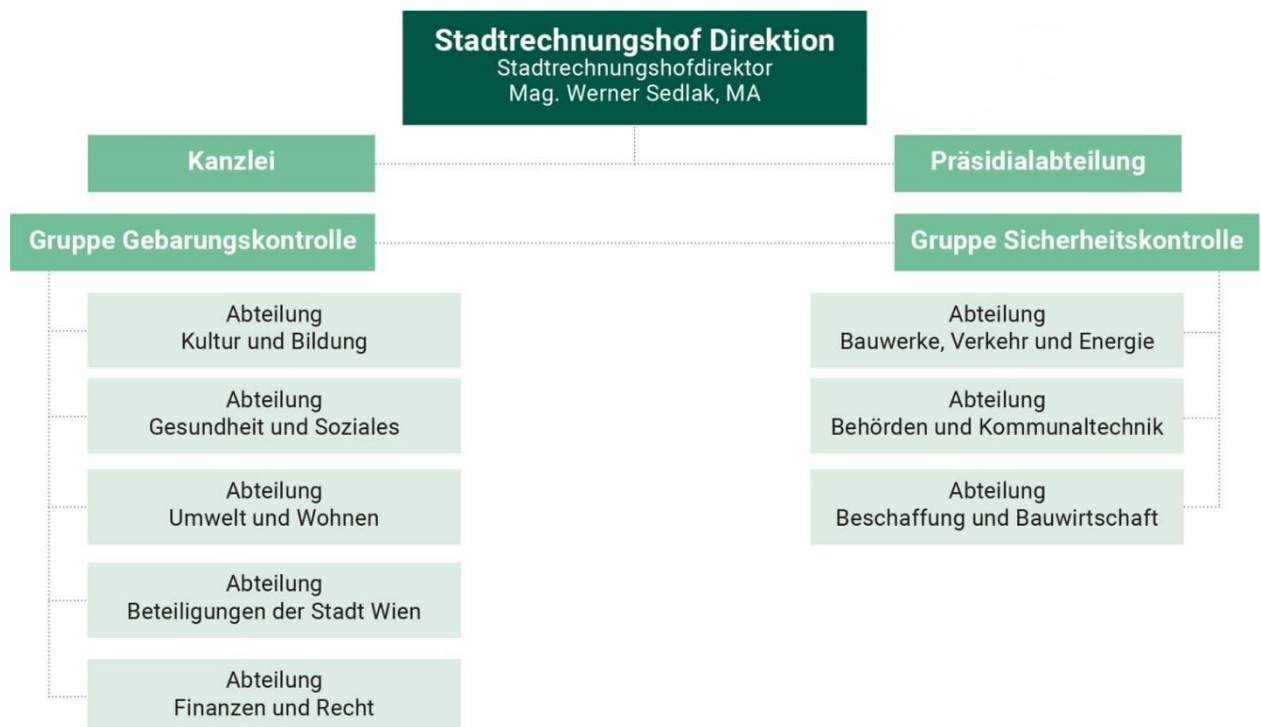 Stadtrechnungshof Direktion
Stadtrechnungshofdirektor
Mag. Werner Sedlak, MA
Kanzlei
Präsidialabteilung
Gruppe Gebarungskontrolle
Gruppe Sicherheitskontrolle
Abteilung
Kultur und Bildung
Abteilung
Gesundheit und Soziales
Abteilung
Umwelt und Wohnen
Abteilung
Beteiligungen der Stadt Wien
Abteilung
Finanzen und Recht
Abteilung
Bauwerke, Verkehr und Energie
Abteilung
Behörden und Kommunaltechnik
Abteilung
Beschaffung und Bauwirtschaft